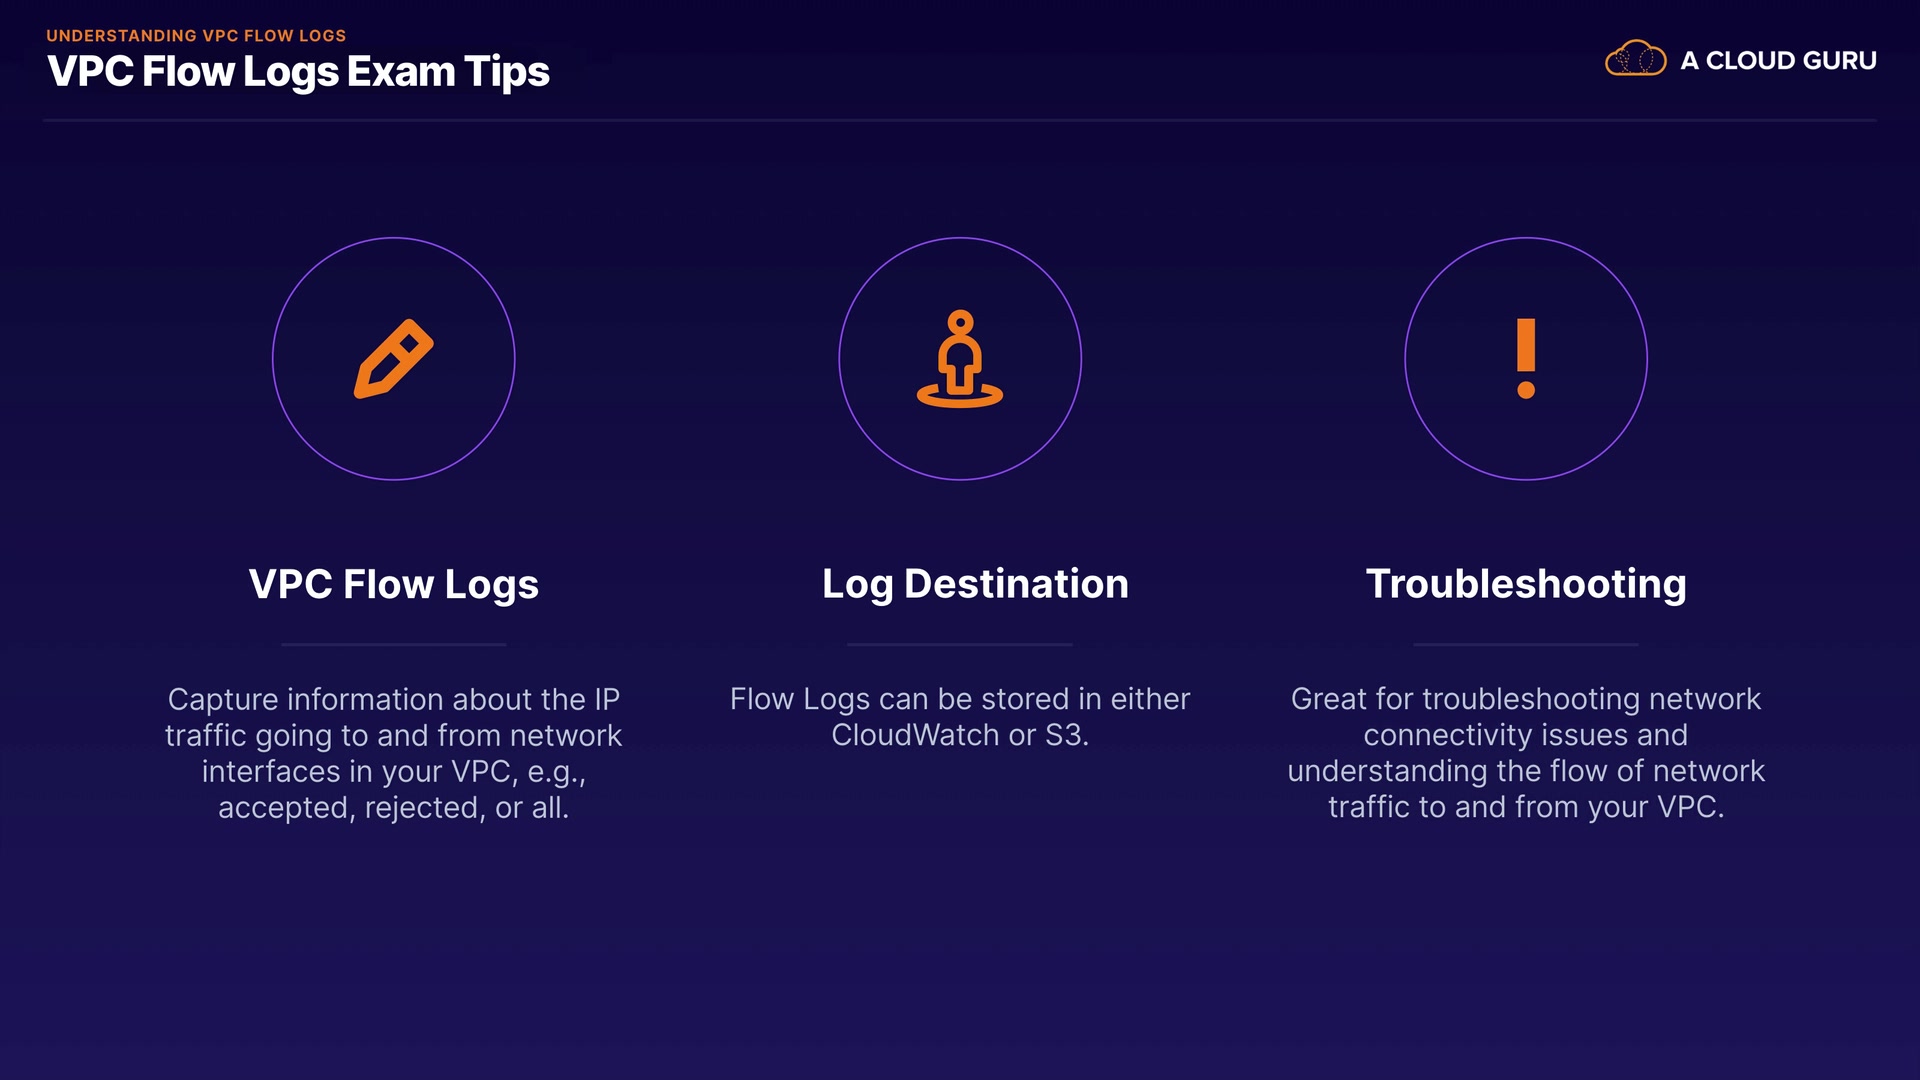 UNDERSTANDING VPC FLOW LOGS
VPC Flow Logs Exam Tips
A CLOUD GURU
VPC Flow Logs
Capture information about the IP
traffic going to and from network
interfaces in your VPC, e.g.,
accepted, rejected, or all.
Log Destination
Flow Logs can be stored in either
CloudWatch or S3.
Troubleshooting
Great for troubleshooting network
connectivity issues and
understanding the flow of network
traffic to and from your VPC.